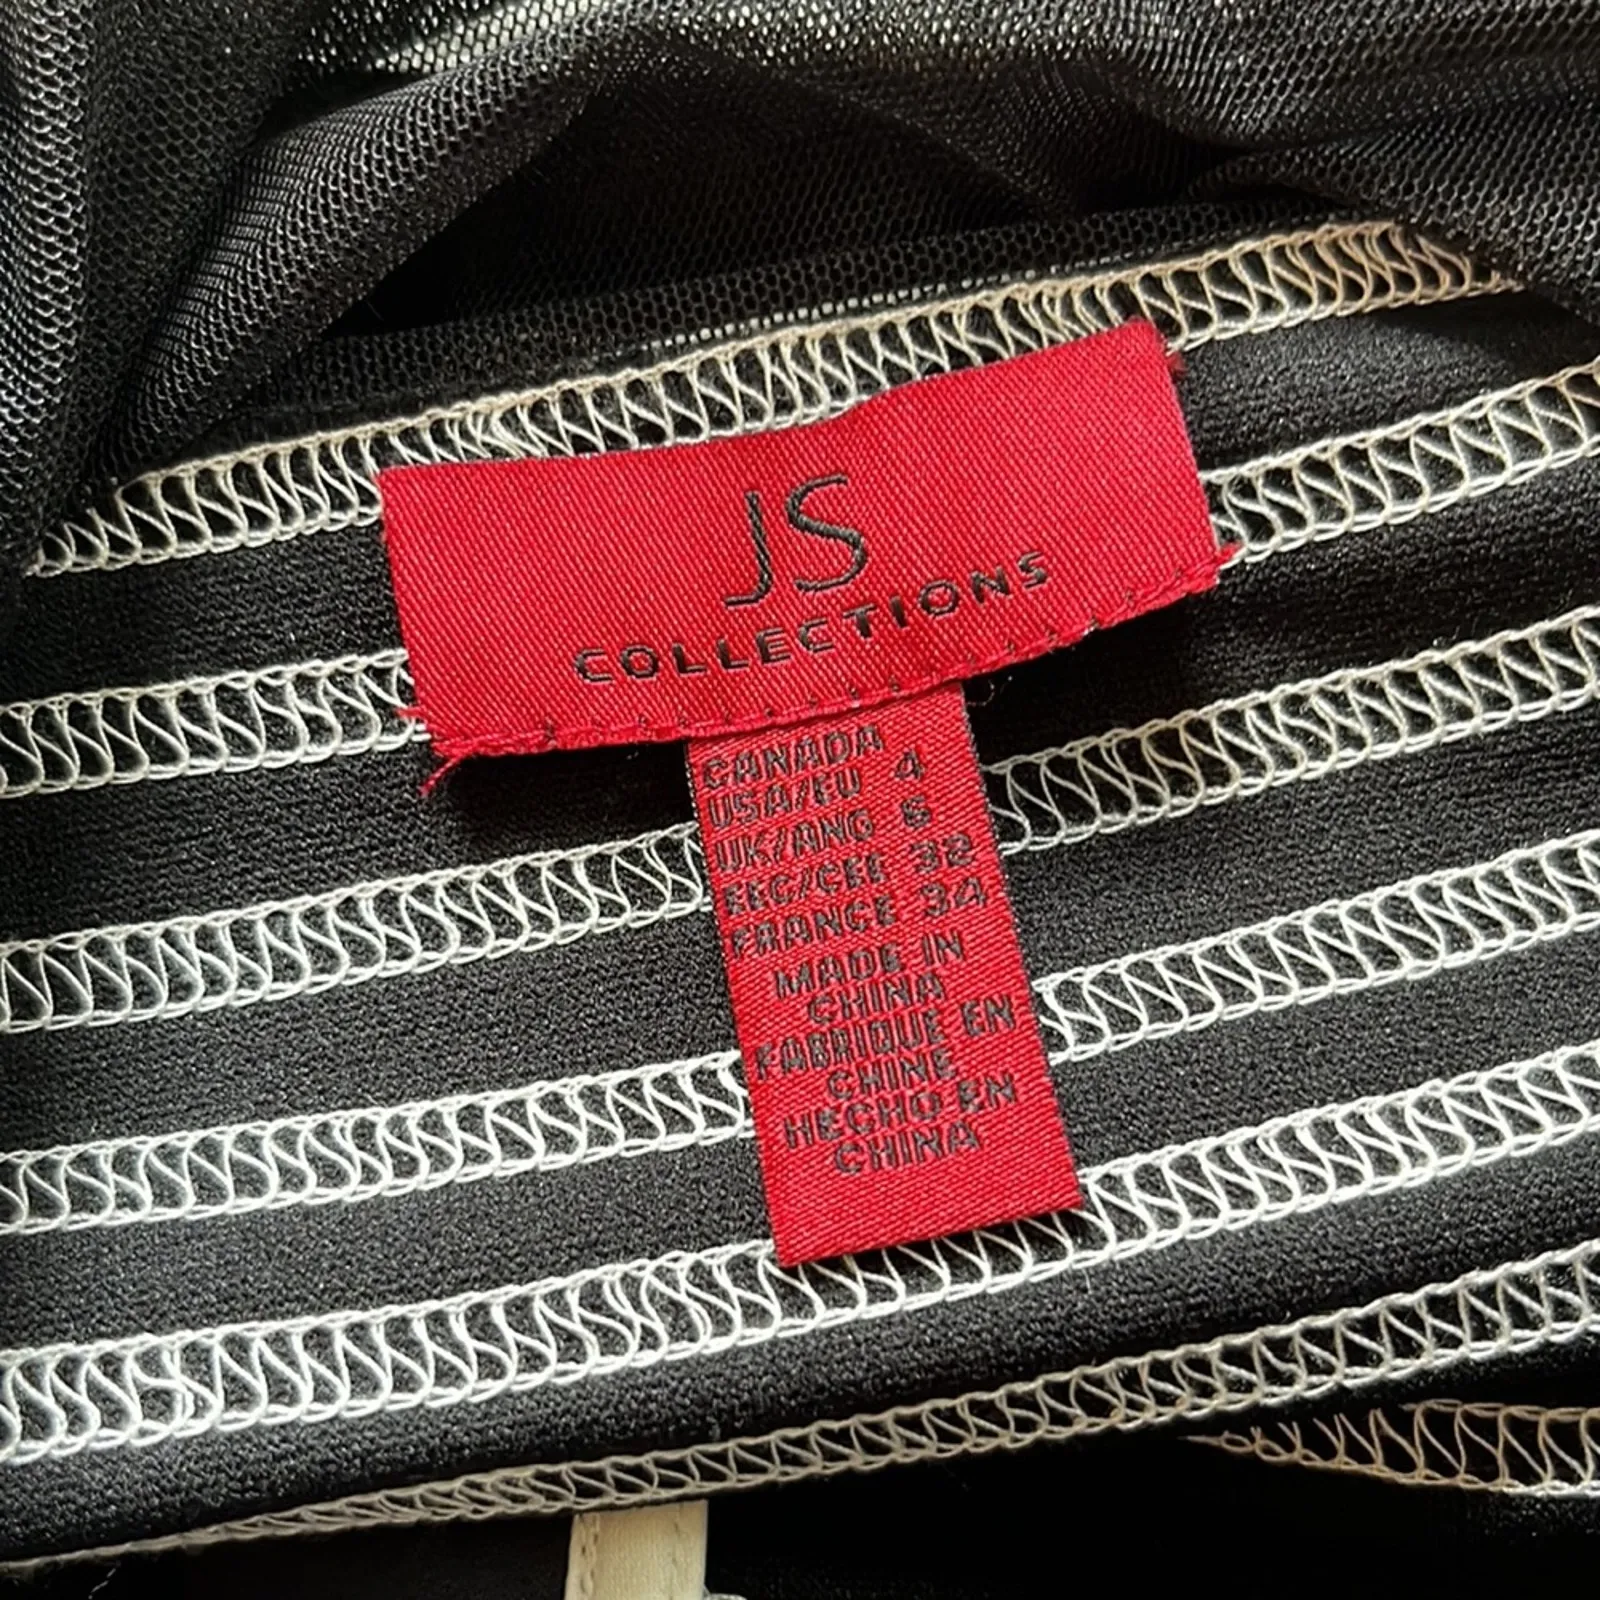 JS
COLLECTIONS
CANADA
USA/EU 4
UK/ANG 6
EEC/CEE 32
FRANCE 34
MADE IN
CHINA
FABRIQUE EN
CHINE
HECHO EN
CHINA